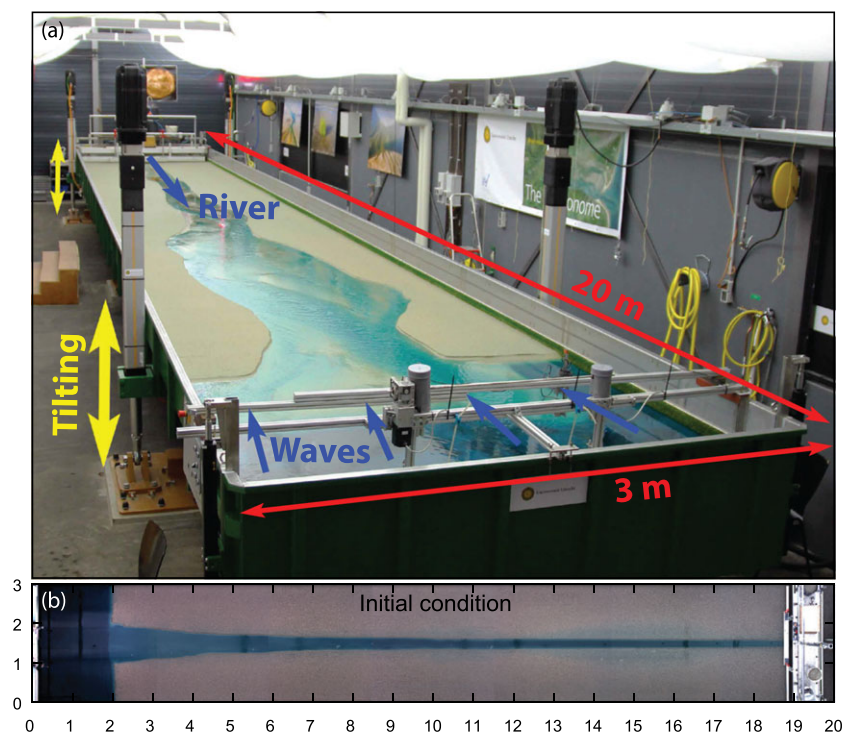 (a)
River
20 m
The
onome
Tilting
Waves
3 m
3
(b)
Initial condition
2
1
0
0 1 2 3 4 5 6 7 8 9 10 11 12 13 14 15 16 17 18 19 20